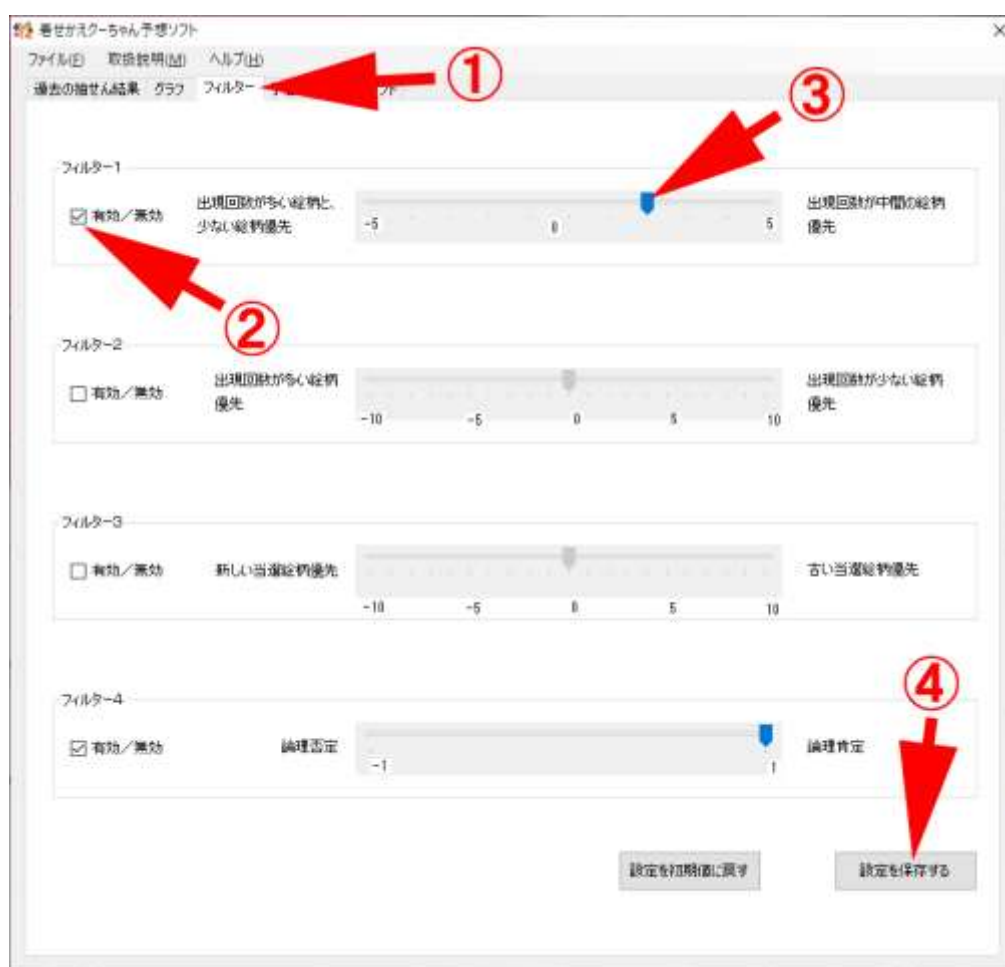 着せかえクーちゃん予想ソフト
ファイル(F) 取扱説明(M) ヘルプ(H)
①
過去の抽せん結果 グラフ フィルター
③
フィルター1
有効／無効
出現回数が多い絵柄と、
少ない絵柄優先
-5 0 5
出現回数が中間の絵柄
優先
②
フィルター2
有効／無効
出現回数が多い絵柄
優先
-10 -5 0 5 10
出現回数が少ない絵柄
優先
フィルター3
有効／無効
新しい当選絵柄優先
-10 -5 0 5 10
古い当選絵柄優先
フィルター4
④
有効／無効
論理否定
-1 1
論理肯定
設定を初期値に戻す 設定を保存する